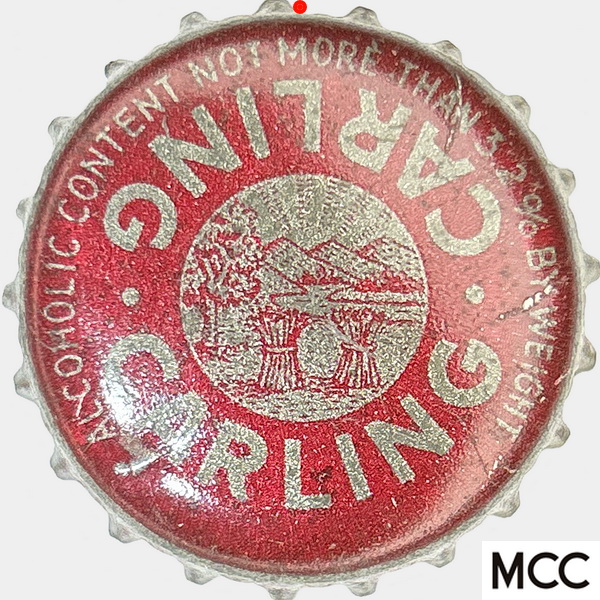 ALCOHOLIC CONTENT NOT MORE THAN 3.2% BY WEIGHT
CARLING
CARLING
MCC